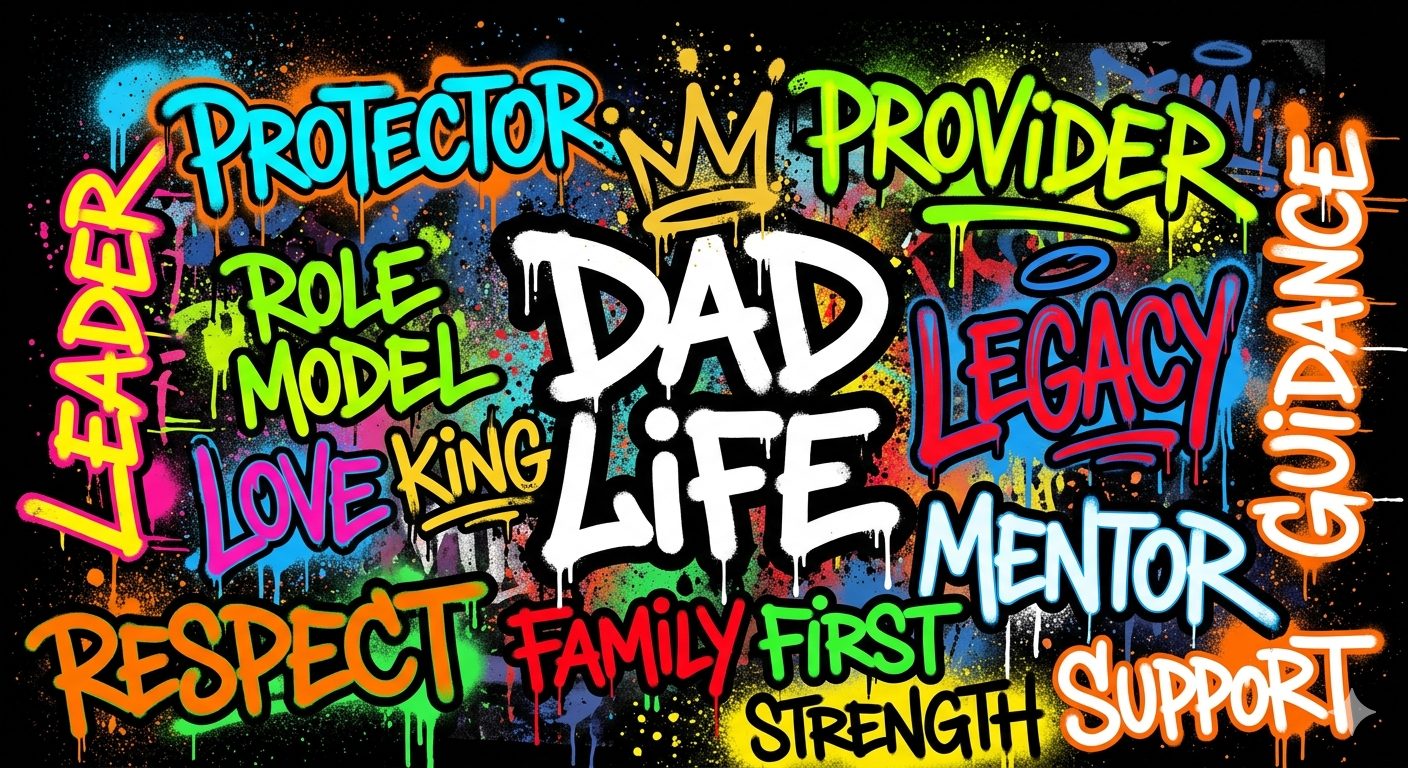 PROTECTOR
PROViDER
LEADER
GUiDANCE
ROLE
MODEL
DAD
LiFE
LEGACY
LOVE
KiNG
MENTOR
RESPECT
FAMiLY FiRST
STRENGTH
SUPPORT